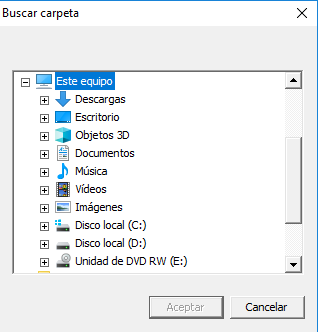 Buscar carpeta
Este equipo
Descargas
Escritorio
Objetos 3D
Documentos
Música
Vídeos
Imágenes
Disco local (C:)
Disco local (D:)
Unidad de DVD RW (E:)
Aceptar
Cancelar